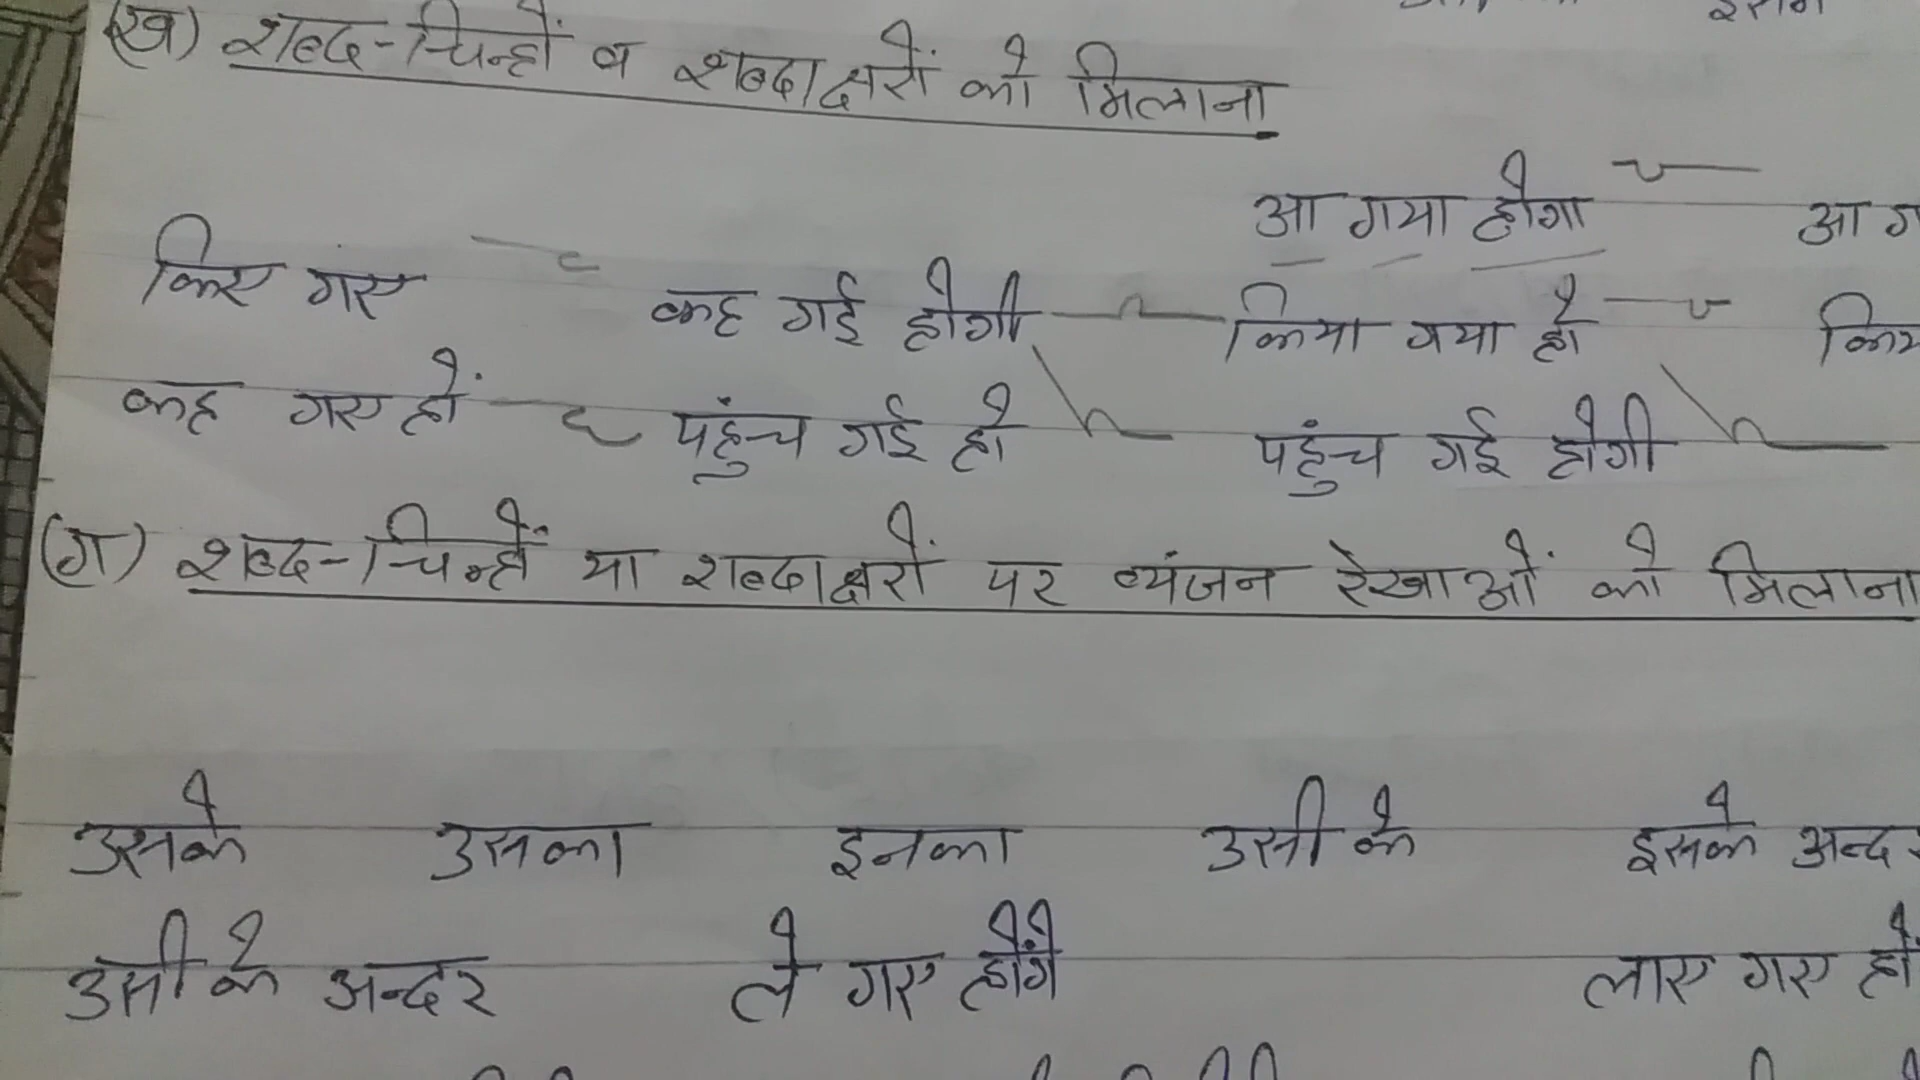 (ख) शब्द-चिन्हों व शब्दाक्षरों को मिलाना
आ गया होगा आ
किए गए कह गई होगी किया गया हो
कह गए हों पहुंच गई हो पहुंच गई होगी
(ग) शब्द-चिन्हों या शब्दाक्षरों पर व्यंजन रेखाओं को मिलाना
उसके उसका इनका उसी के इसके अन्दर
उसी के अन्दर ले गए होंगे लाए गए हों